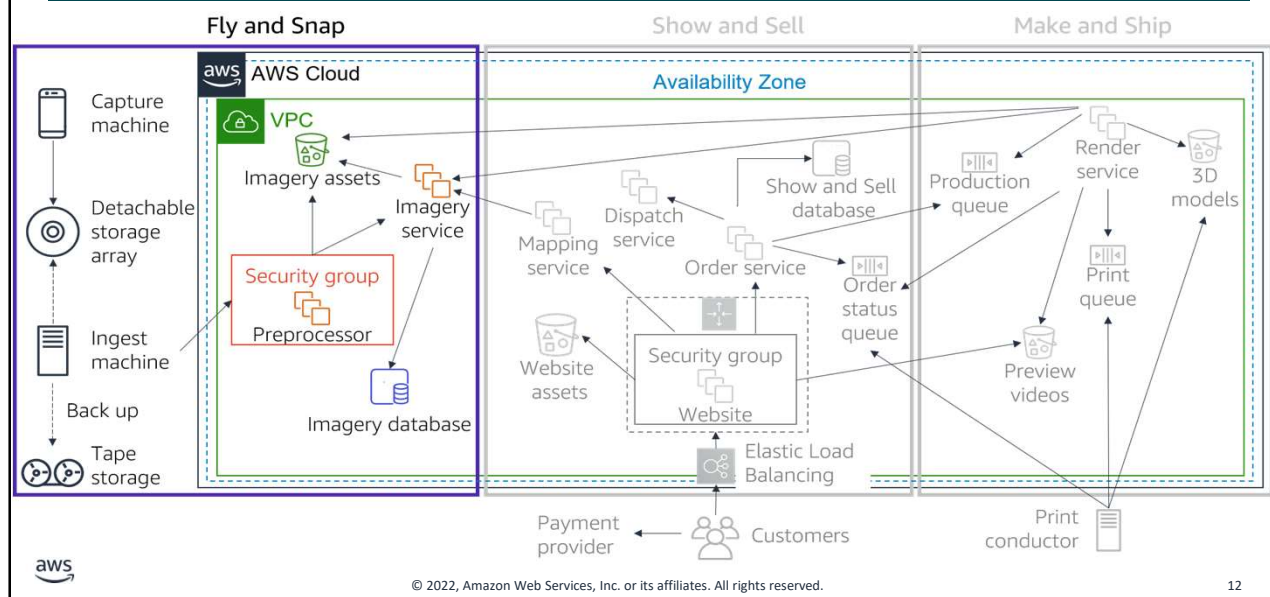 Fly and Snap
Show and Sell
Make and Ship
aws
AWS Cloud
Availability Zone
VPC
Capture
machine
Detachable
storage
array
Ingest
machine
Back up
Tape
storage
Imagery assets
Imagery
service
Security group
Preprocessor
Imagery database
Mapping
service
Dispatch
service
Show and Sell
database
Order service
Order
status
queue
Website
assets
Security group
Website
Elastic Load
Balancing
Payment
provider
Customers
Production
queue
Render
service
3D
models
Print
queue
Preview
videos
Print
conductor
aws
© 2022, Amazon Web Services, Inc. or its affiliates. All rights reserved.
12